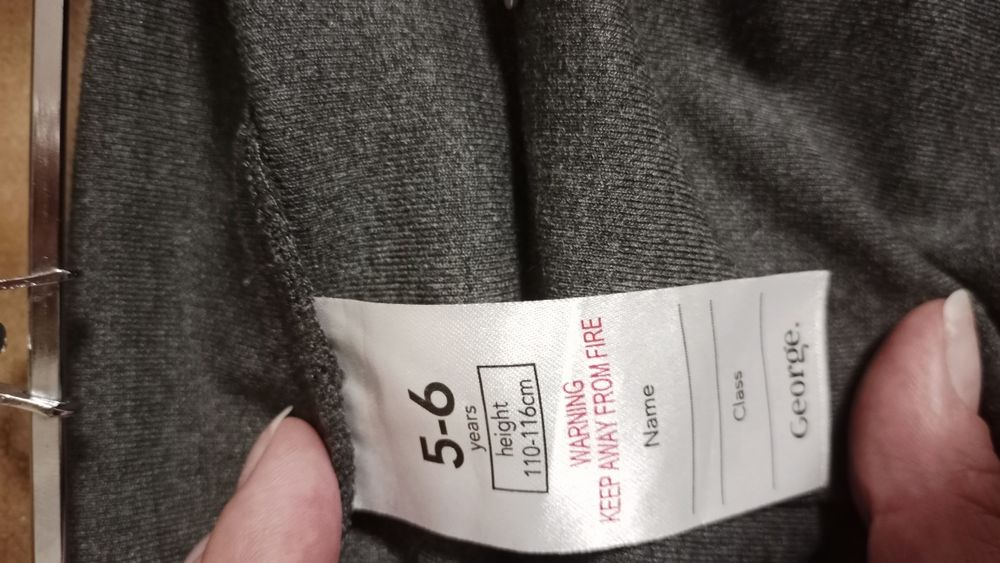 5-6
years
height
110-116cm
WARNING
KEEP AWAY FROM FIRE
Name
Class
George.